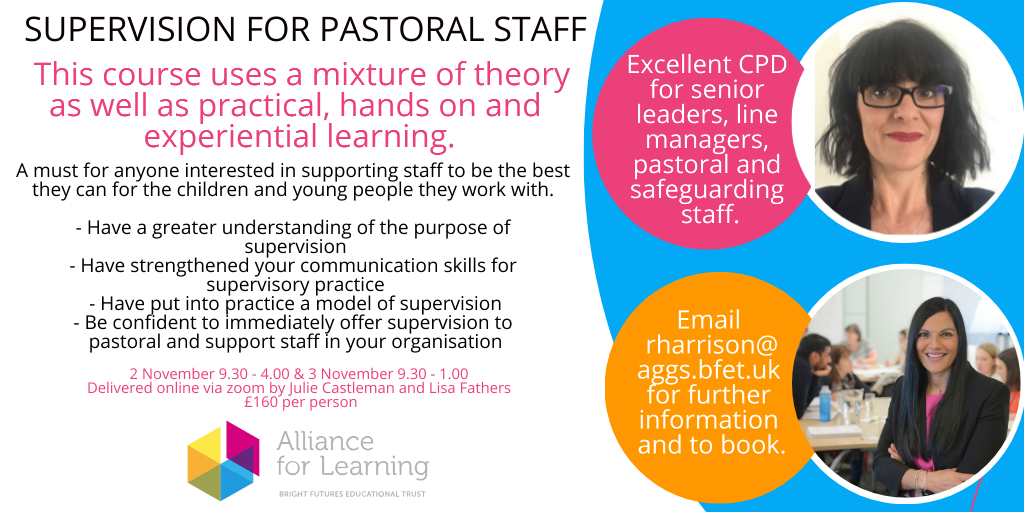 SUPERVISION FOR PASTORAL STAFF
This course uses a mixture of theory
as well as practical, hands on and
experiential learning.
A must for anyone interested in supporting staff to be the best
they can for the children and young people they work with.
- Have a greater understanding of the purpose of
supervision
- Have strengthened your communication skills for
supervisory practice
- Have put into practice a model of supervision
- Be confident to immediately offer supervision to
pastoral and support staff in your organisation
2 November 9.30 - 4.00 & 3 November 9.30 - 1.00
Delivered online via zoom by Julie Castleman and Lisa Fathers
£160 per person
Alliance
for Learning
BRIGHT FUTURES EDUCATIONAL TRUST
Excellent CPD
for senior
leaders, line
managers,
pastoral and
safeguarding
staff.
Email
rharrison@
aggs.bfet.uk
for further
information
and to book.